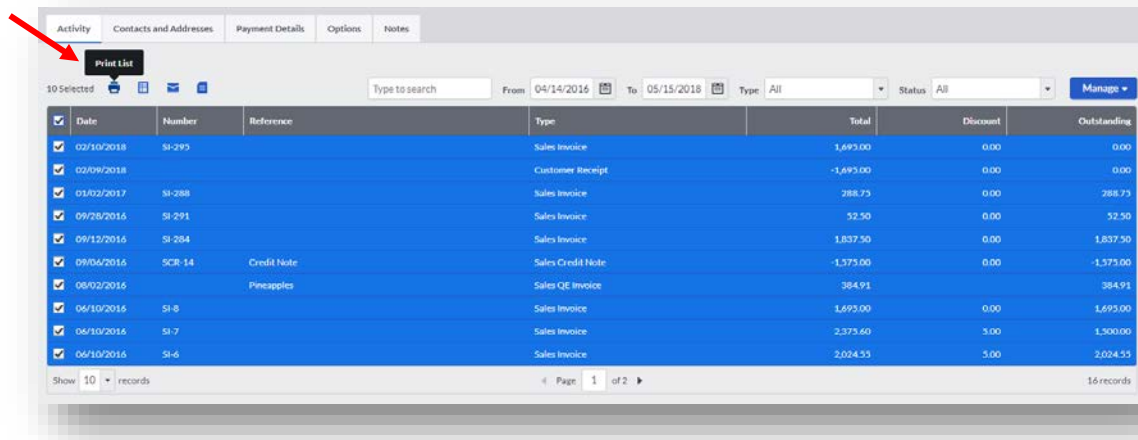 Activity Contacts and Addresses Payment Details Options Notes
Print List
10 Selected Type to search From 04/14/2016 To 05/15/2018 Type All Status All Manage
Date Number Reference Type Total Discount Outstanding
02/10/2018 SI-295 Sales Invoice 1,695.00 0.00 0.00
02/09/2018 Customer Receipt -1,695.00 0.00 0.00
01/02/2017 SI-288 Sales Invoice 288.75 0.00 288.75
09/28/2016 SI-291 Sales Invoice 52.50 0.00 52.50
09/12/2016 SI-284 Sales Invoice 1,837.50 0.00 1,837.50
09/06/2016 SCR-14 Credit Note Sales Credit Note -1,575.00 0.00 -1,575.00
08/02/2016 Pineapples Sales QE Invoice 384.91 384.91
06/10/2016 SI-8 Sales Invoice 1,695.00 0.00 1,695.00
06/10/2016 SI-7 Sales Invoice 2,375.60 5.00 1,500.00
06/10/2016 SI-6 Sales Invoice 2,024.55 5.00 2,024.55
Show 10 records Page 1 of 2 16 records